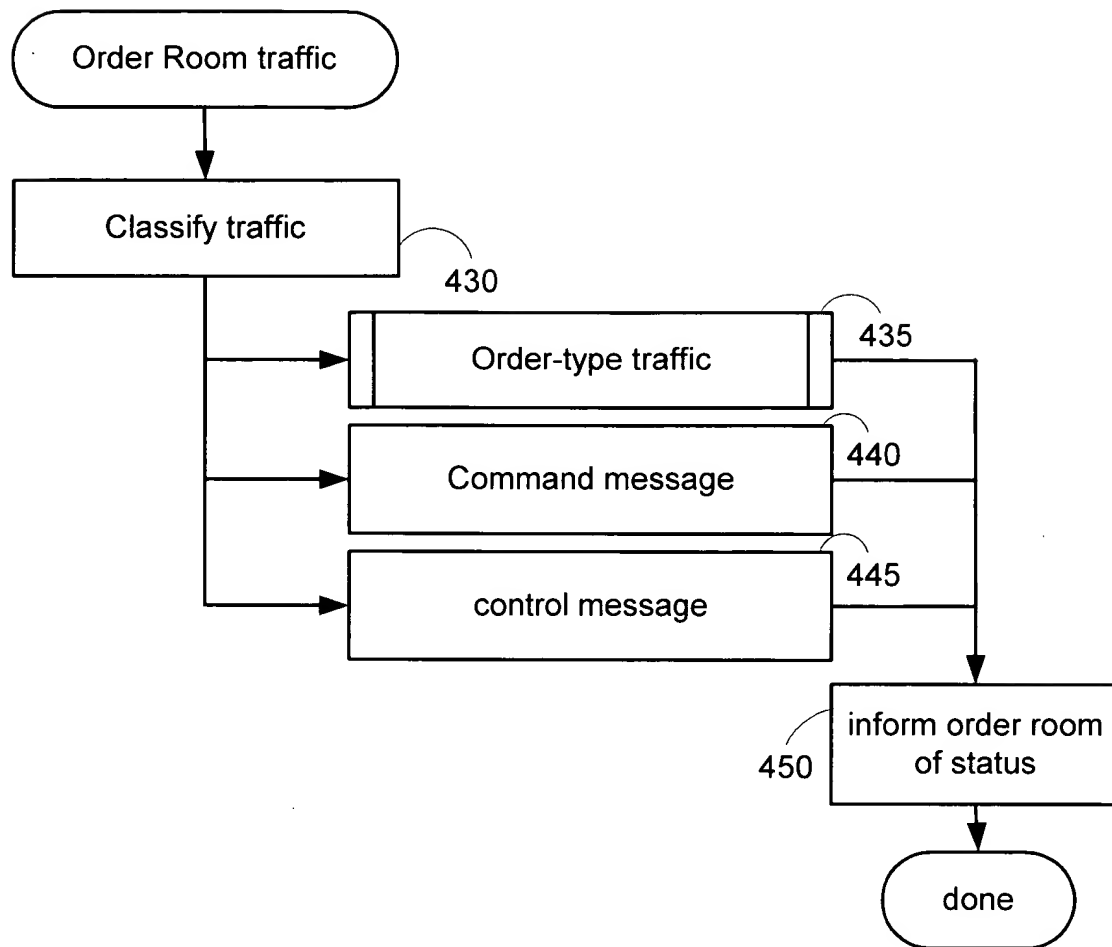 Order Room traffic
Classify traffic
430
Order-type traffic
435
Command message
440
control message
445
inform order room
of status
450
done